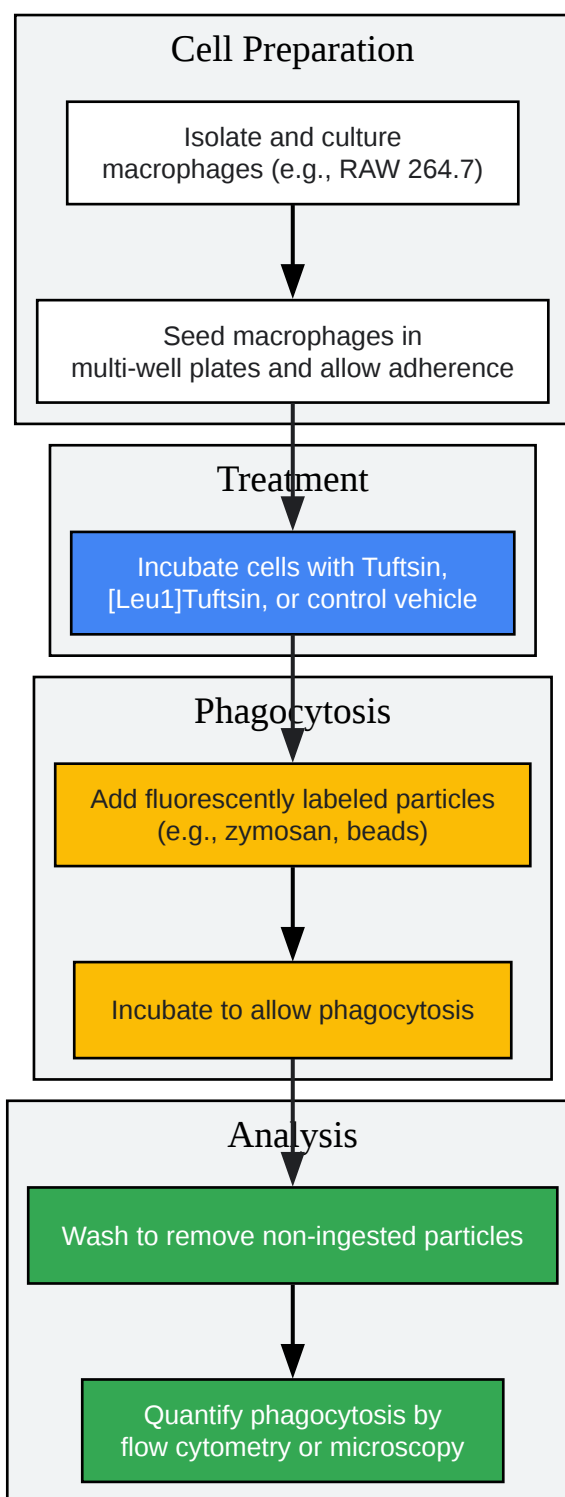 Cell Preparation
Isolate and culture
macrophages (e.g., RAW 264.7)
Seed macrophages in
multi-well plates and allow adherence
Treatment
Incubate cells with Tuftsin,
[Leu1]Tuftsin, or control vehicle
Phagocytosis
Add fluorescently labeled particles
(e.g., zymosan, beads)
Incubate to allow phagocytosis
Analysis
Wash to remove non-ingested particles
Quantify phagocytosis by
flow cytometry or microscopy